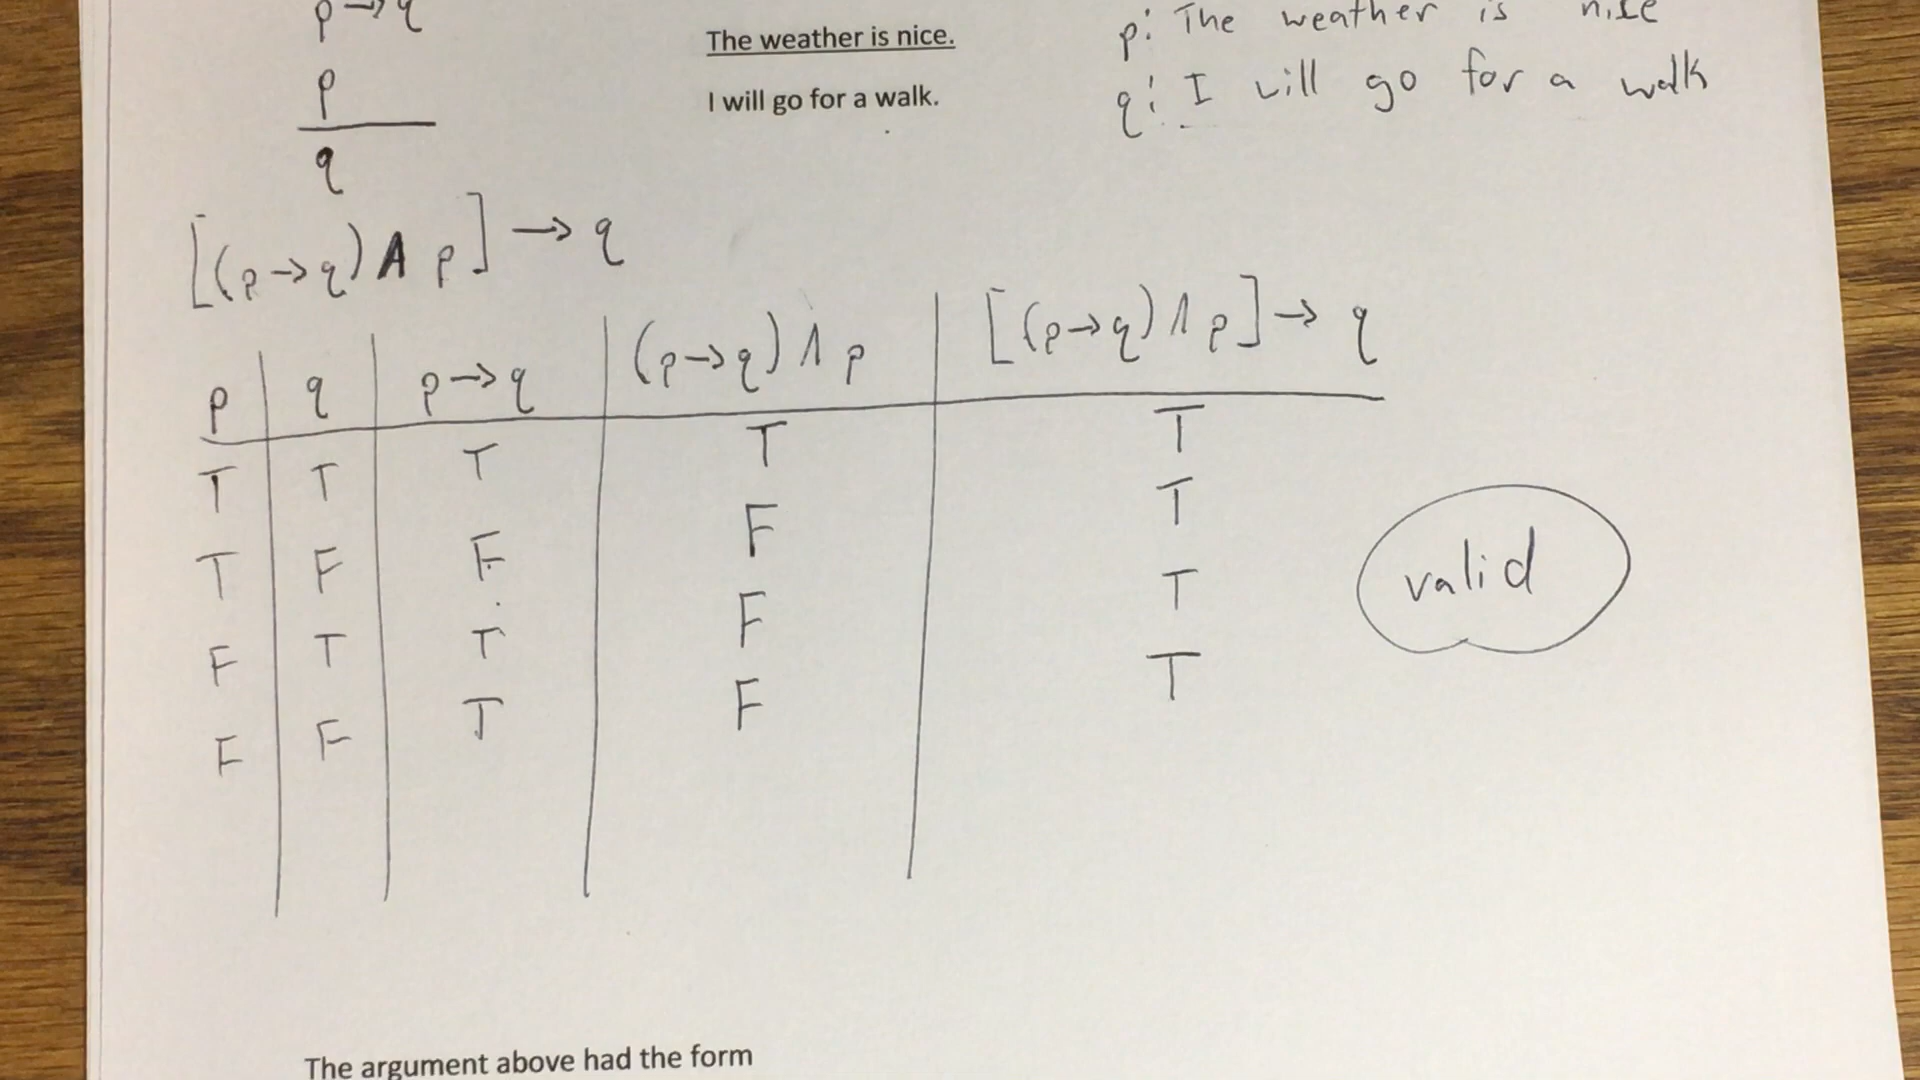 p → q
The weather is nice.
p: The weather is nice
p
I will go for a walk.
q: I will go for a walk
q
[(p → q) ∧ p] → q
p q p → q (p → q) ∧ p [(p → q) ∧ p] → q
T T T T T
T F F F T
F T T F T
F F T F T
valid
The argument above had the form